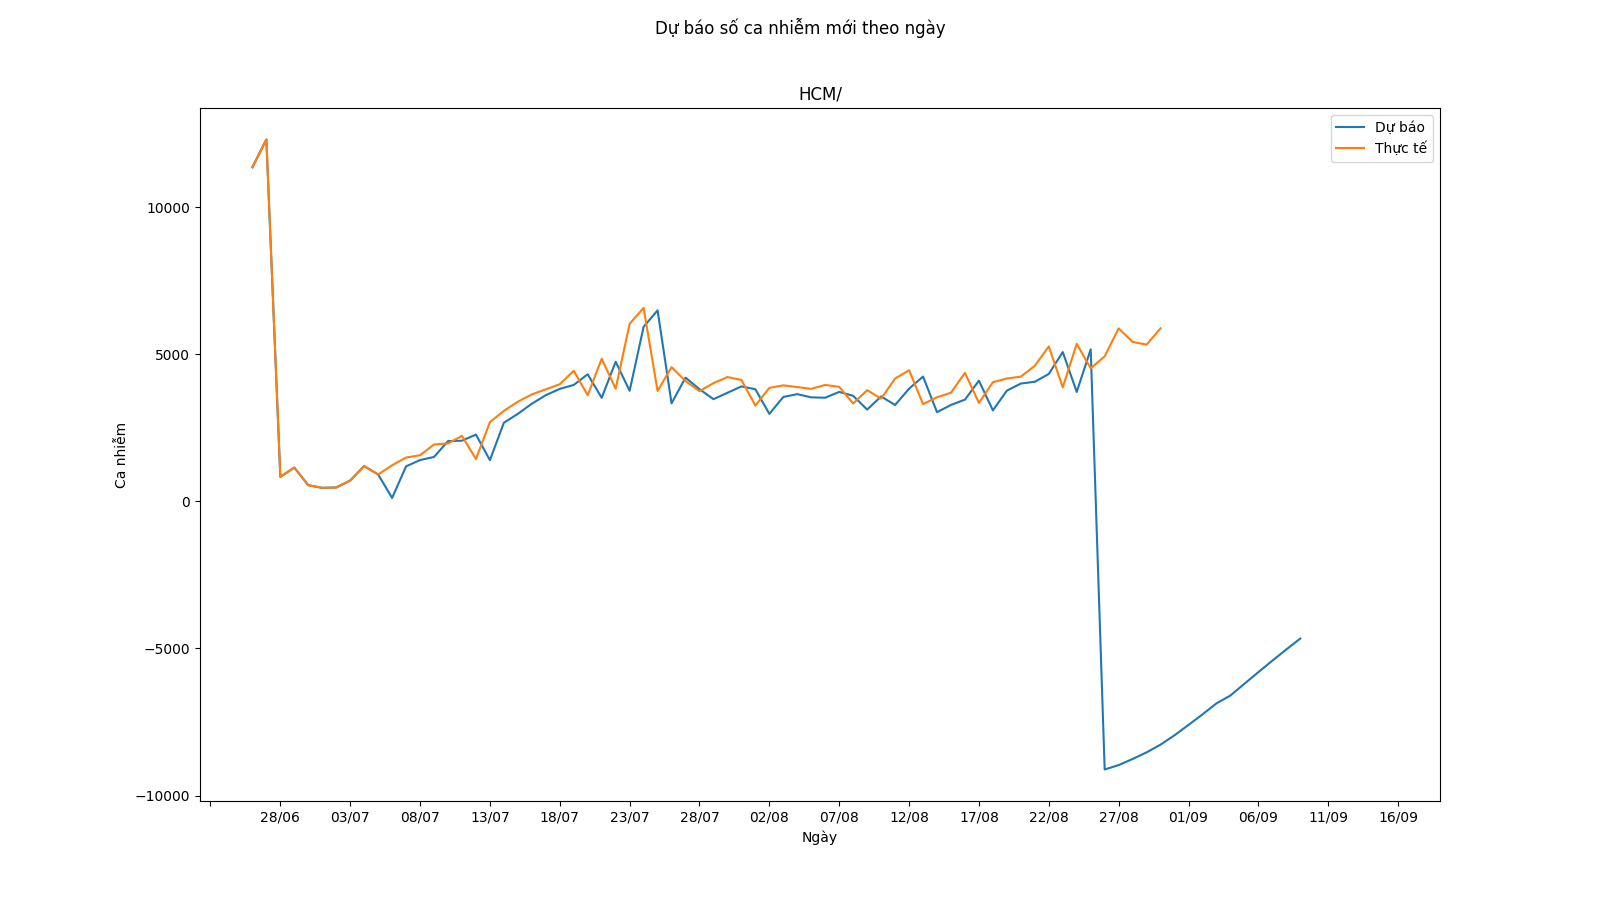 Dự báo số ca nhiễm mới theo ngày
HCM/
Dự báo
Thực tế
10000
5000
0
−5000
−10000
Ca nhiễm
28/06 03/07 08/07 13/07 18/07 23/07 28/07 02/08 07/08 12/08 17/08 22/08 27/08 01/09 06/09 11/09 16/09
Ngày